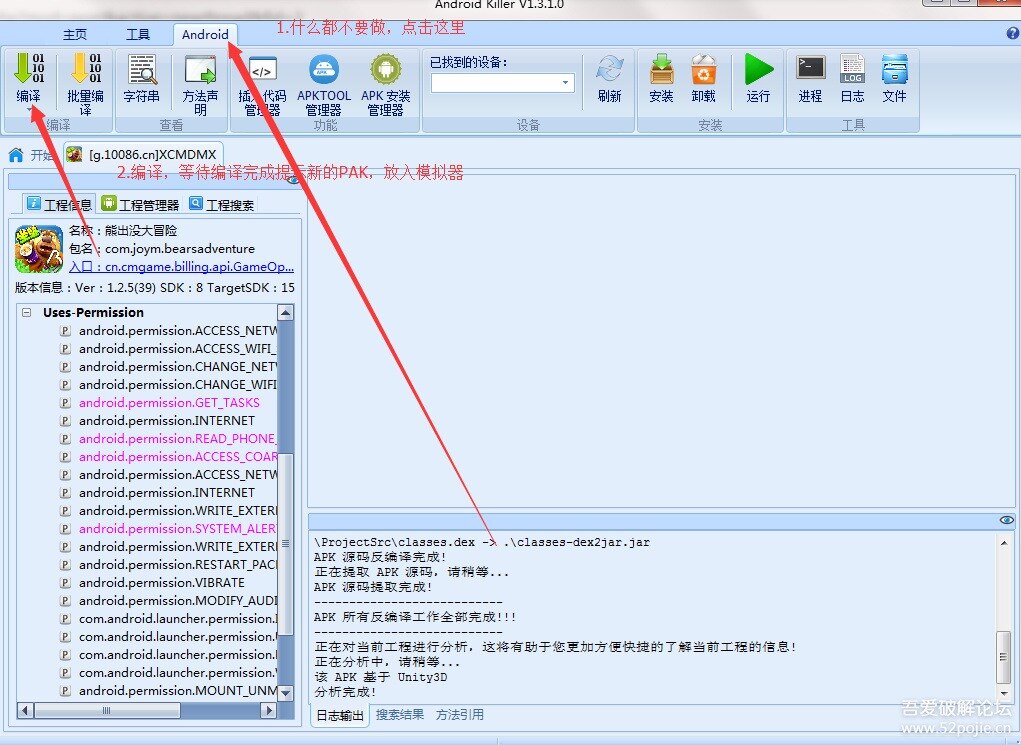 Android Killer V1.3.1.0
主页 工具 Android
1.什么都不要做，点击这里
编译 批量编译 字符串 方法声明 插入代码管理器 APKTOOL 管理器 APK 安装管理器 已找到的设备： 刷新 安装 卸载 运行 进程 日志 文件
编译 查看 功能 设备 安装 工具
开始 [g.10086.cn]XCMDMX
2.编译，等待编译完成提示新的PAK，放入模拟器
工程信息 工程管理器 工程搜索
名称：熊出没大冒险
包名：com.joym.bearsadventure
入口：cn.cmgame.billing.api.GameOp...
版本信息：Ver：1.2.5(39) SDK：8 TargetSDK：15
Uses-Permission
android.permission.ACCESS_NETW
android.permission.ACCESS_WIFI_
android.permission.CHANGE_NET
android.permission.CHANGE_WIFI
android.permission.GET_TASKS
android.permission.INTERNET
android.permission.READ_PHONE_
android.permission.ACCESS_COAR
android.permission.ACCESS_NETW
android.permission.INTERNET
android.permission.WRITE_EXTERI
android.permission.SYSTEM_ALER
android.permission.WRITE_EXTERI
android.permission.RESTART_PAC
android.permission.VIBRATE
android.permission.MODIFY_AUDI
com.android.launcher.permission.
com.android.launcher.permission.
com.android.launcher.permission.
com.android.launcher.permission.
android.permission.MOUNT_UNM
\ProjectSrc\classes.dex -> .\classes-dex2jar.jar
APK 源码反编译完成!
正在提取 APK 源码，请稍等...
APK 源码提取完成!
---------------------------
APK 所有反编译工作全部完成!!!
---------------------------
正在对当前工程进行分析，这将有助于您更加方便快捷的了解当前工程的信息!
正在分析中，请稍等...
该 APK 基于 Unity3D
分析完成!
日志输出 搜索结果 方法引用
吾爱破解论坛
www.52pojie.cn